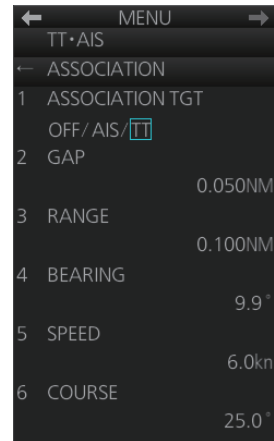 ← MENU →
TT•AIS
← ASSOCIATION
1 ASSOCIATION TGT
OFF/AIS/TT
2 GAP
0.050NM
3 RANGE
0.100NM
4 BEARING
9.9°
5 SPEED
6.0kn
6 COURSE
25.0°